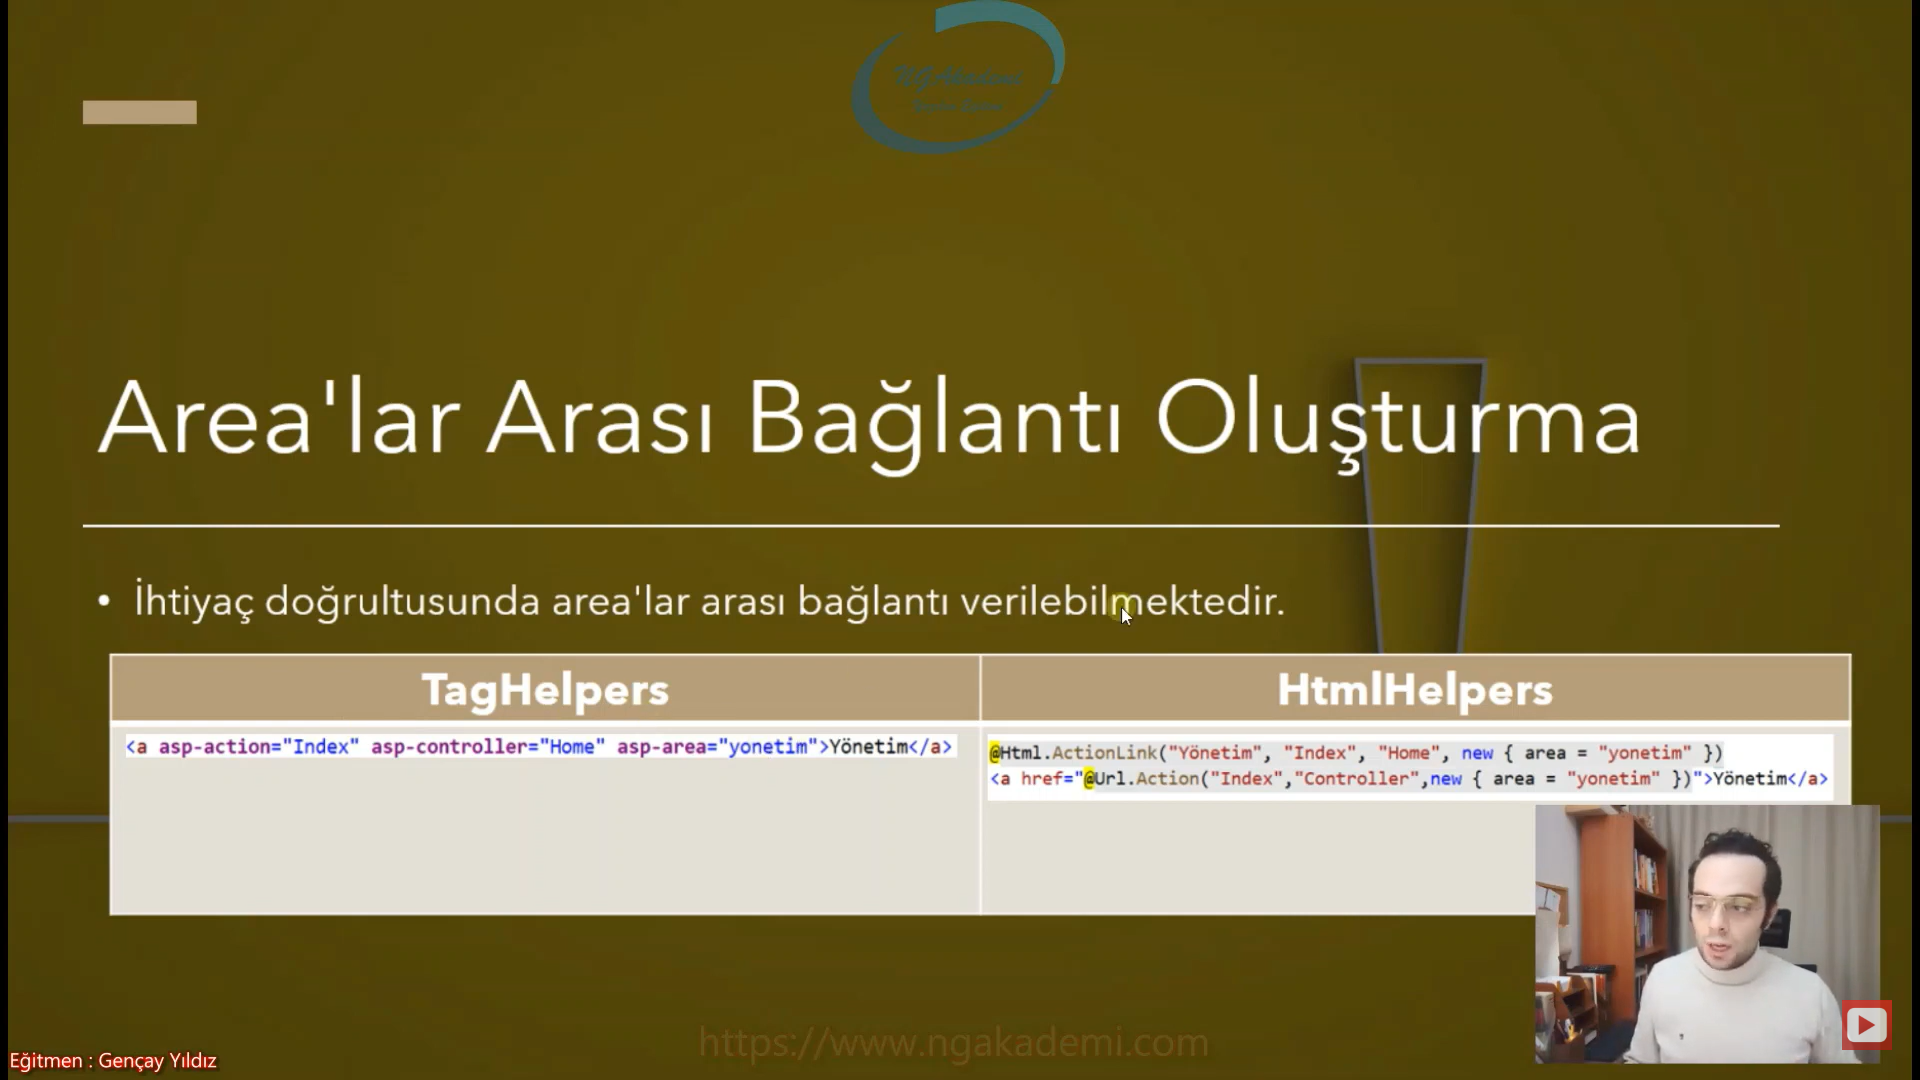 NGAkademi
Area'lar Arası Bağlantı Oluşturma
• İhtiyaç doğrultusunda area'lar arası bağlantı verilebilmektedir.
TagHelpers
HtmlHelpers
<a asp-action="Index" asp-controller="Home" asp-area="yonetim">Yönetim</a>
@Html.ActionLink("Yönetim", "Index", "Home", new { area = "yonetim" })
<a href="@Url.Action("Index","Controller",new { area = "yonetim" })">Yönetim</a>
https://www.ngakademi.com
Eğitmen : Gençay Yıldız